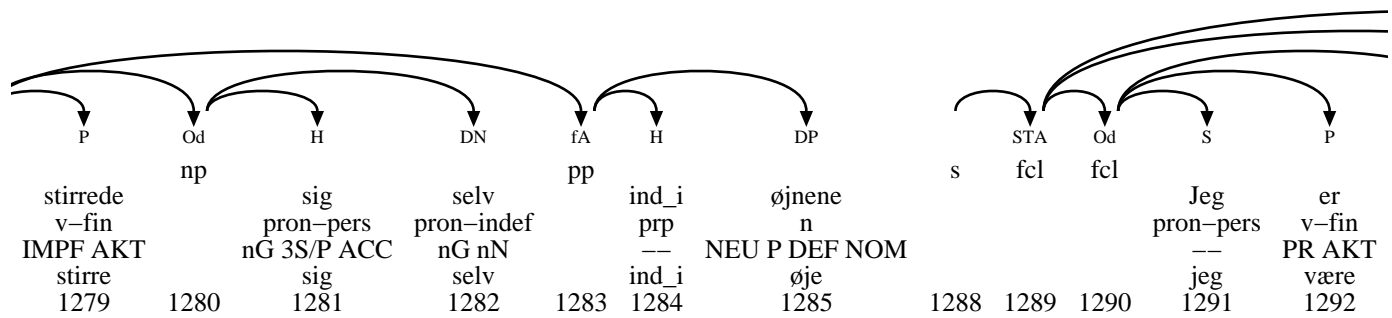 P Od H DN fA H DP STA Od S P
np pp s fcl fcl
stirrede sig selv ind_i øjnene Jeg er
v−fin pron−pers pron−indef prp n pron−pers v−fin
IMPF AKT nG 3S/P ACC nG nN −− NEU P DEF NOM −− PR AKT
stirre sig selv ind_i øje jeg være
1279 1280 1281 1282 1283 1284 1285 1288 1289 1290 1291 1292